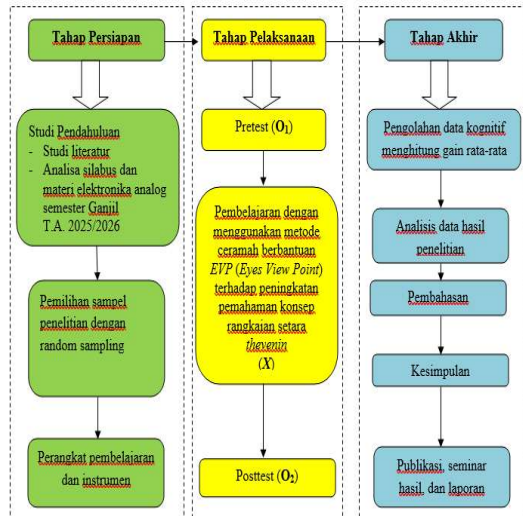 Tahap Persiapan
Tahap Pelaksanaan
Tahap Akhir
Studi Pendahuluan
- Studi literatur
- Analisa silabus dan
materi elektronika analog
semester Ganjil
T.A. 2025/2026
Pemilihan sampel
penelitian dengan
random sampling
Perangkat pembelajaran
dan instrumen
Pretest (O₁)
Pembelajaran dengan
menggunakan metode
ceramah berbantuan
EVP (Eyes View Point)
terhadap peningkatan
pemahaman konsep
rangkaian setara
thevenin
(X)
Posttest (O₂)
Pengolahan data kognitif
menghitung gain rata-rata
Analisis data hasil
penelitian
Pembahasan
Kesimpulan
Publikasi, seminar
hasil, dan laporan